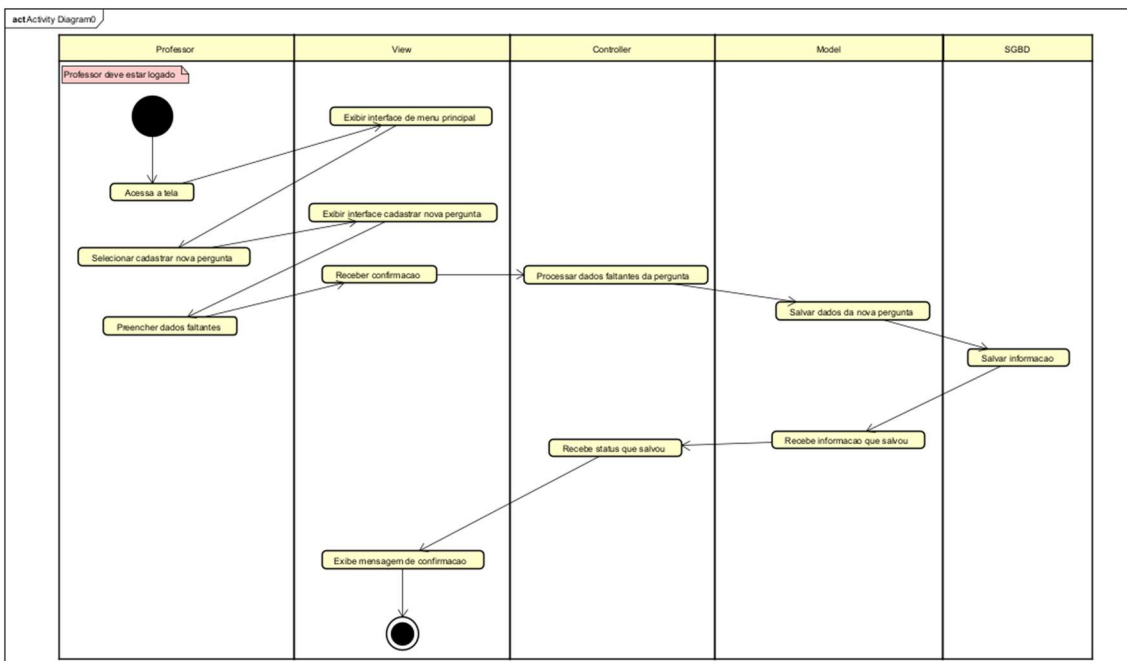 act Activity Diagram0
Professor
View
Controller
Model
SGBD
Professor deve estar logado
Exibir interface de menu principal
Acessa a tela
Exibir interface cadastrar nova pergunta
Selecionar cadastrar nova pergunta
Receber confirmacao
Processar dados faltantes da pergunta
Salvar dados da nova pergunta
Preencher dados faltantes
Salvar informacao
Recebe informacao que salvou
Recebe status que salvou
Exibe mensagem de confirmacao